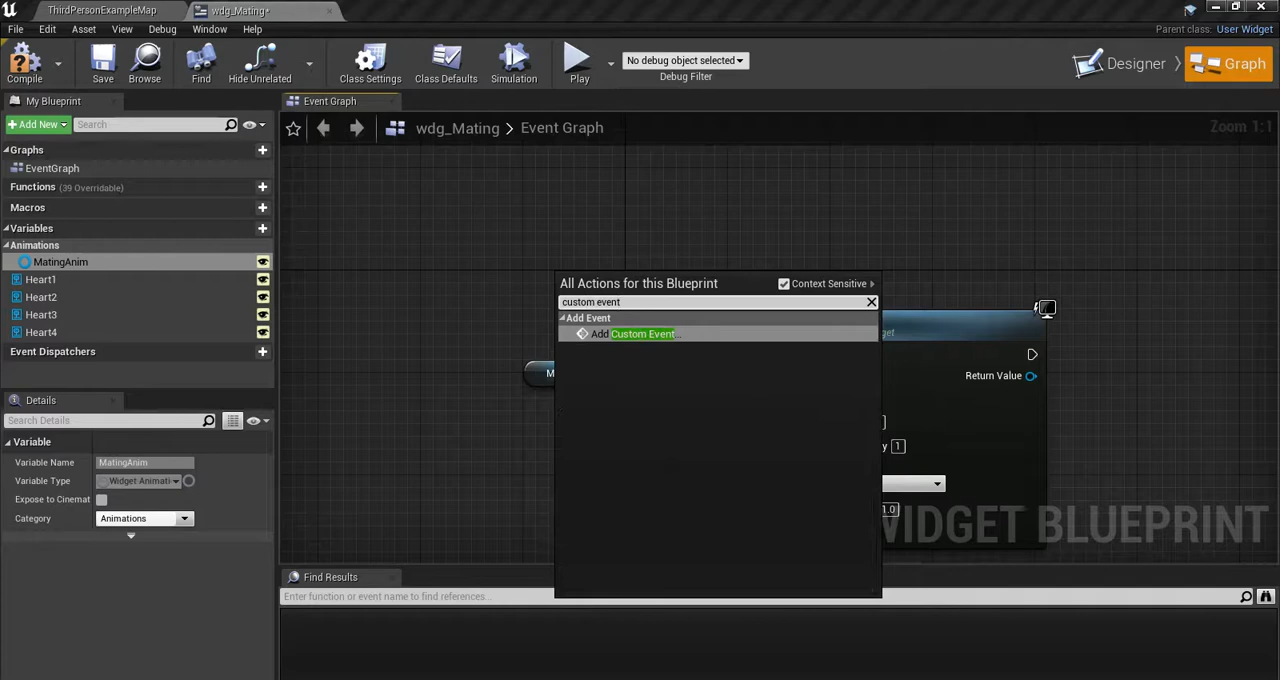 ThirdPersonExampleMap
wdg_Mating*
File Edit Asset View Debug Window Help
Parent class: User Widget
Compile
Save
Browse
Find
Hide Unrelated
Class Settings
Class Defaults
Simulation
Play
No debug object selected
Debug Filter
Designer
Graph
My Blueprint
Event Graph
+Add New
Search
wdg_Mating > Event Graph
Zoom 1:1
Graphs
EventGraph
Functions (39 Overridable)
Macros
Variables
Animations
MatingAnim
Heart1
Heart2
Heart3
Heart4
Event Dispatchers
All Actions for this Blueprint
Context Sensitive
custom event
Add Event
Add Custom Event...
get
M
Return Value
y 1
1.0
WIDGET BLUEPRINT
Details
Search Details
Variable
Variable Name MatingAnim
Variable Type Widget Animati
Expose to Cinemat
Category Animations
Find Results
Enter function or event name to find references...